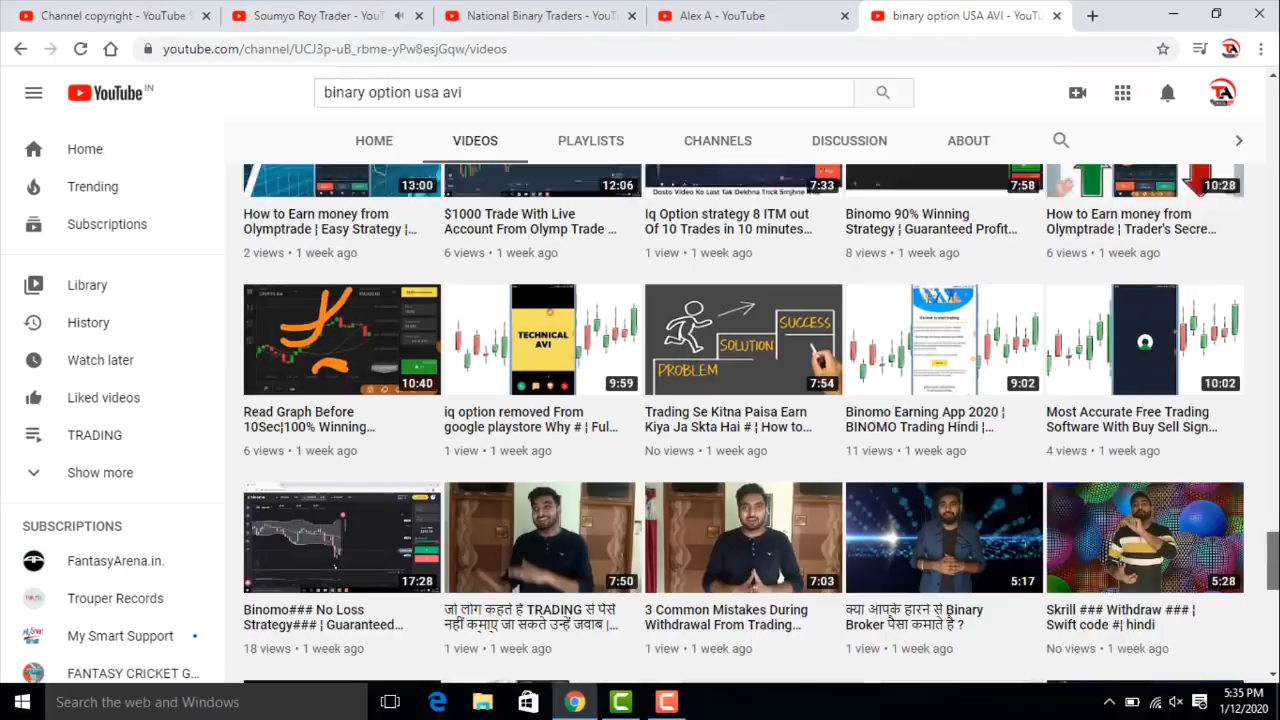 Channel copyright - YouTube S
Soumyo Roy Trader - YouT
National Binary Traders - YouT
Alex A - YouTube
binary option USA AVI - YouTu
youtube.com/channel/UCJ3p-uB_rbme-yPw8esjGqw/videos
YouTube IN
binary option usa avi
HOME
VIDEOS
PLAYLISTS
CHANNELS
DISCUSSION
ABOUT
Home
Trending
Subscriptions
Library
History
Watch later
Liked videos
TRADING
Show more
SUBSCRIPTIONS
FantasyArena.in.
Trouper Records
My Smart Support
FANTASY CRICKET G...
13:00
12:06
Dosto Video Ko Last Tak Dekhna Trick Smjhne
7:33
7:58
10:28
How to Earn money from
Olymptrade | Easy Strategy |...
2 views • 1 week ago
$1000 Trade With Live
Account From Olymp Trade ...
6 views • 1 week ago
Iq Option strategy 8 ITM out
Of 10 Trades in 10 minutes...
1 view • 1 week ago
Binomo 90% Winning
Strategy ¦ Guaranteed Profit...
8 views • 1 week ago
How to Earn money from
Olymptrade | Trader's Secre...
6 views • 1 week ago
10:40
TECHNICAL
AVI
9:59
PROBLEM
SOLUTION
SUCCESS
7:54
9:02
10:02
Read Graph Before
10Sec|100% Winning...
6 views • 1 week ago
iq option removed From
google playstore Why # | Ful...
1 view • 1 week ago
Trading Se Kitna Paisa Earn
Kiya Ja Skta Hai # | How to...
No views • 1 week ago
Binomo Earning App 2020 ¦
BINOMO Trading Hindi ¦...
11 views • 1 week ago
Most Accurate Free Trading
Software With Buy Sell Sign...
4 views • 1 week ago
17:28
7:50
7:03
5:17
5:28
Binomo### No Loss
Strategy### | Guaranteed...
18 views • 1 week ago
जो लोग कहते है TRADING से पैसे
नहीं कमाए जा सकते उन्हें जवाब |...
1 view • 1 week ago
3 Common Mistakes During
Withdrawal From Trading...
1 view • 1 week ago
क्या आपके हारने से Binary
Broker पैसा कमाते है ?
1 view • 1 week ago
Skrill ### Withdraw ### ¦
Swift code #¦ hindi
No views • 1 week ago
Search the web and Windows
5:35 PM
1/12/2020